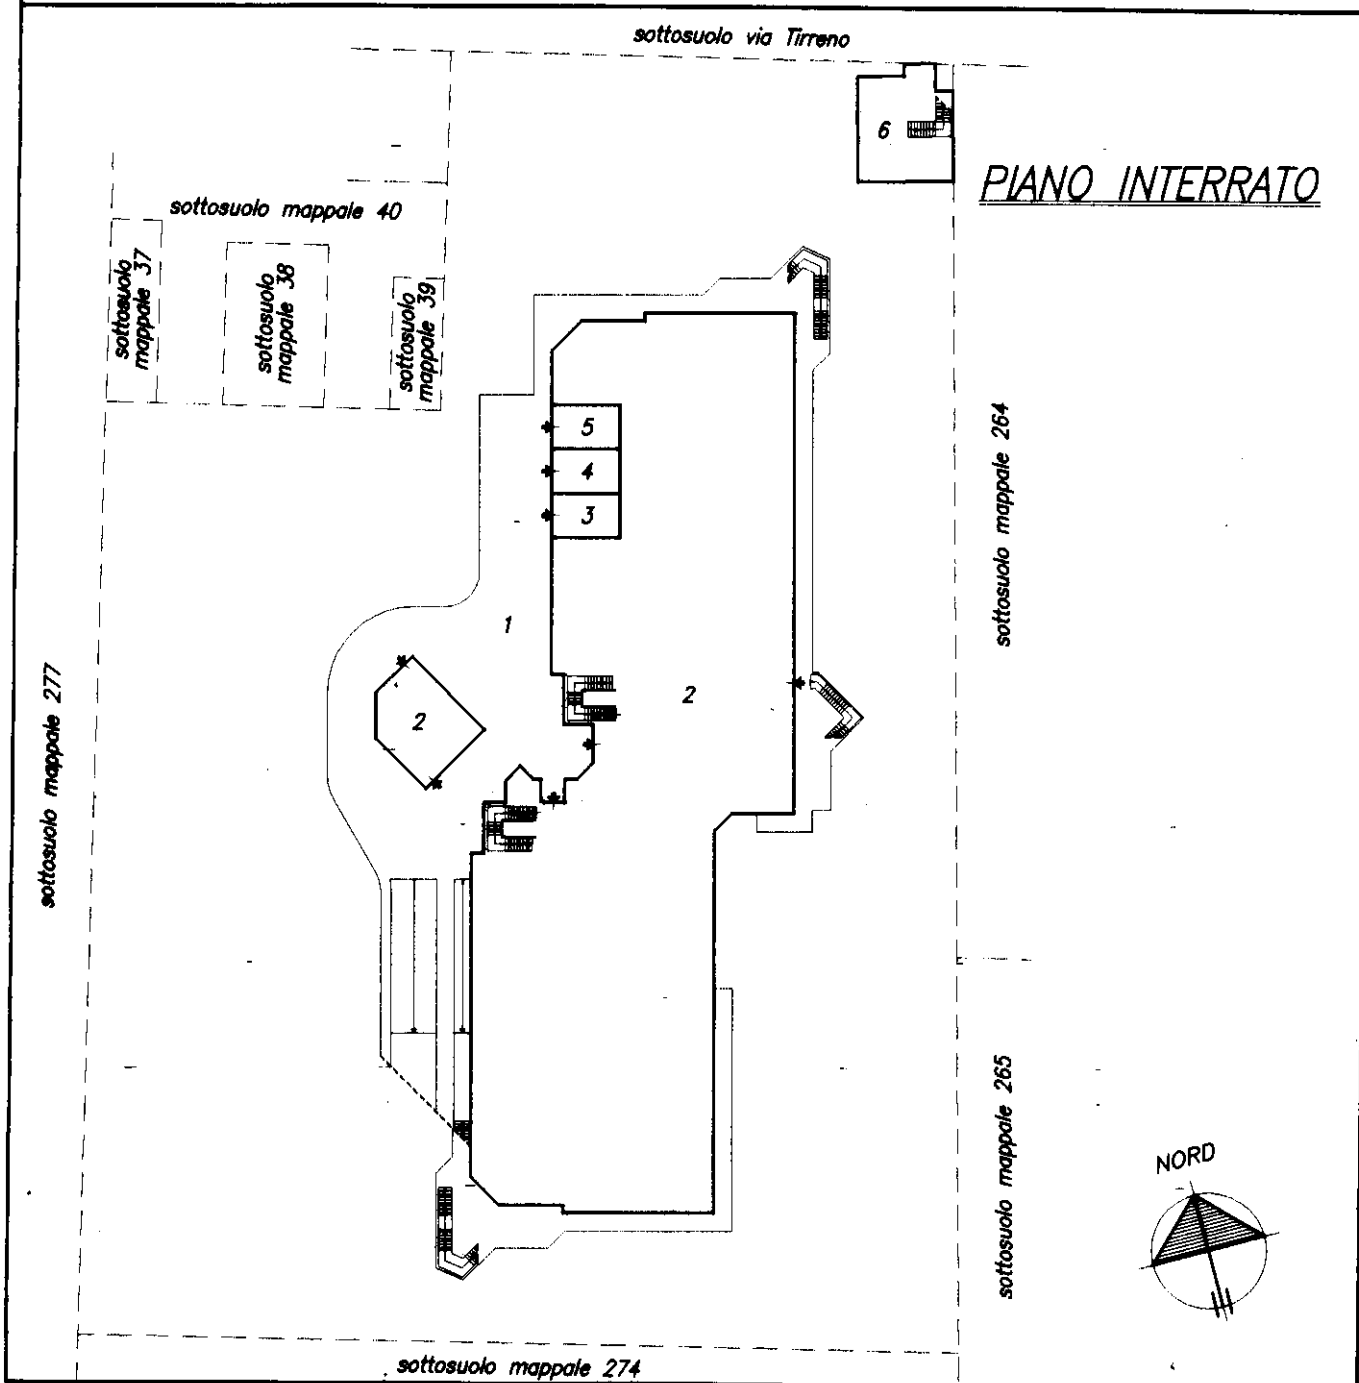 sottosuolo via Tirreno
6
PIANO INTERRATO
sottosuolo mappale 40
sottosuolo
mappale 37
sottosuolo
mappale 38
sottosuolo
mappale 39
5
4
3
sottosuolo mappale 264
1
2
2
sottosuolo mappale 277
sottosuolo mappale 265
NORD
sottosuolo mappale 274